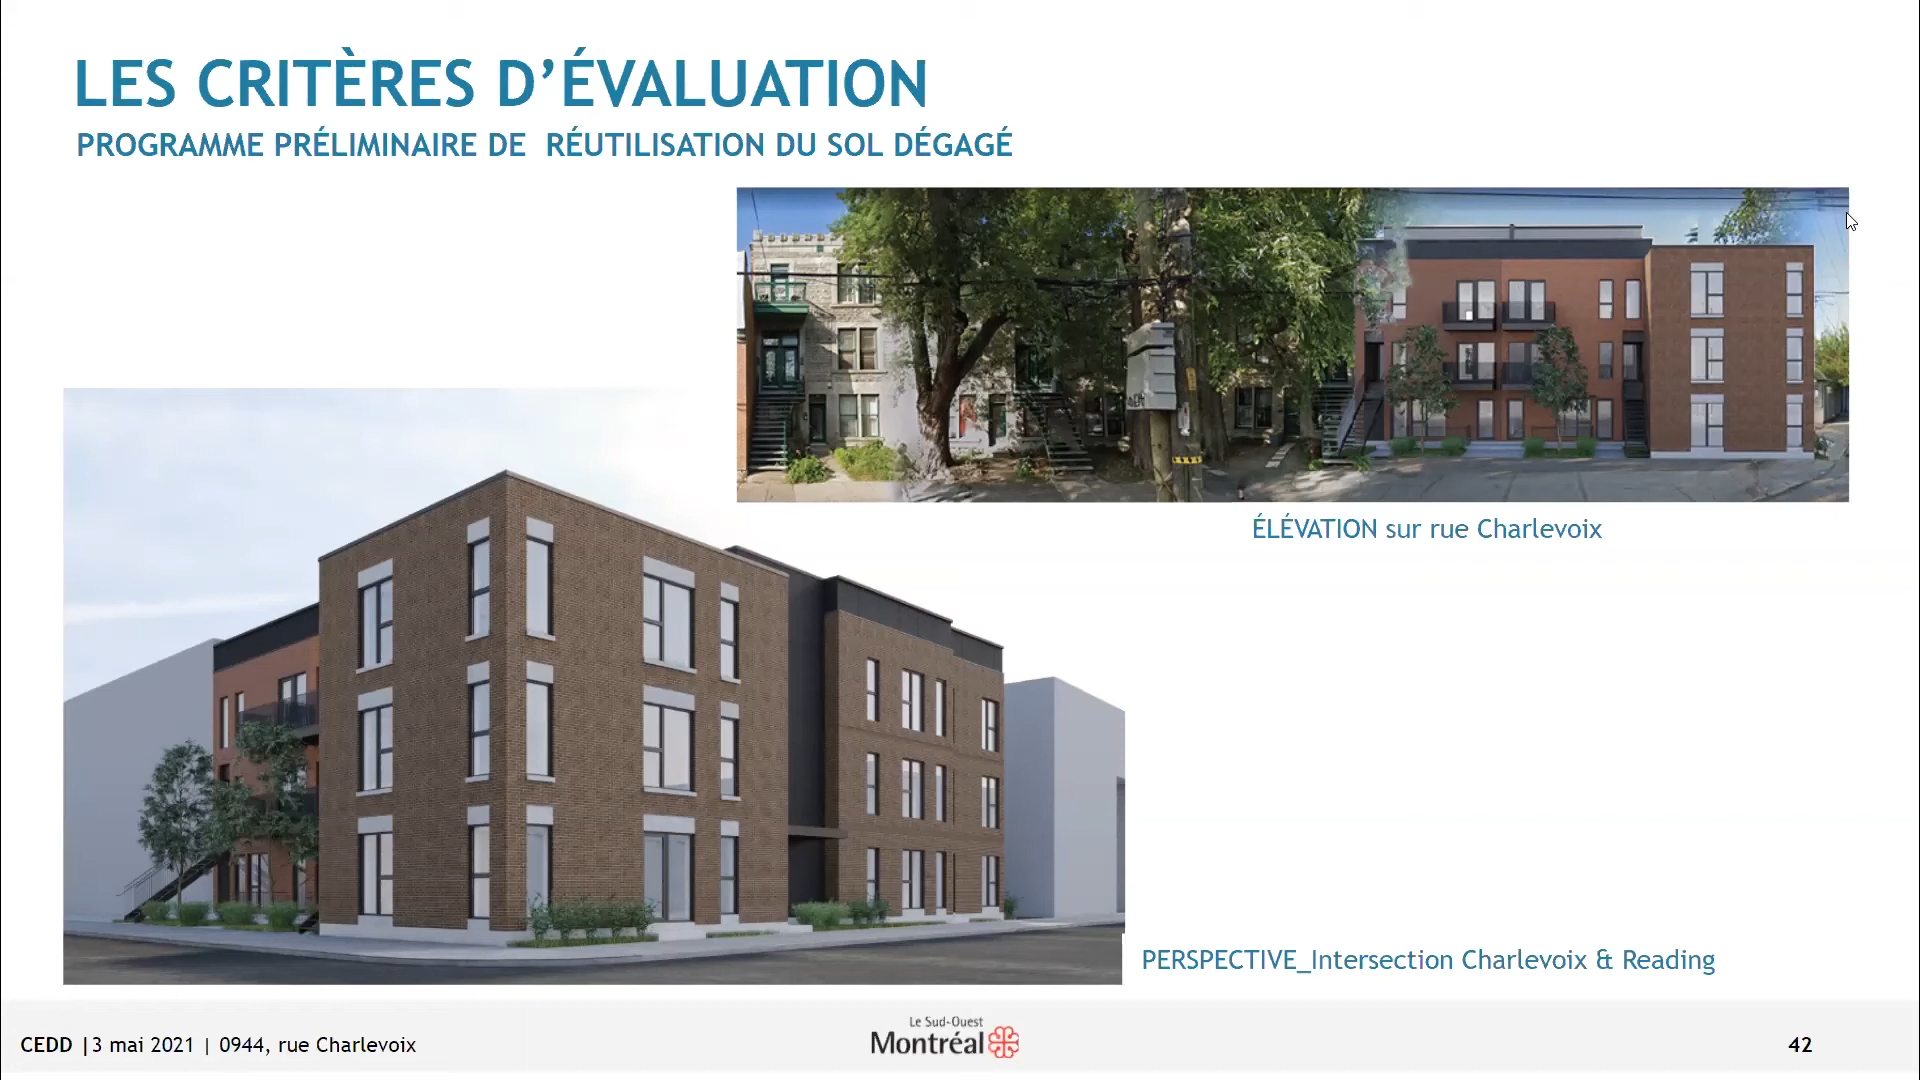 LES CRITÈRES D’ÉVALUATION
PROGRAMME PRÉLIMINAIRE DE  RÉUTILISATION DU SOL DÉGAGÉ
ÉLÉVATION sur rue Charlevoix
PERSPECTIVE_Intersection Charlevoix & Reading
CEDD |3 mai 2021 | 0944, rue Charlevoix
Le Sud-Ouest
Montréal
42